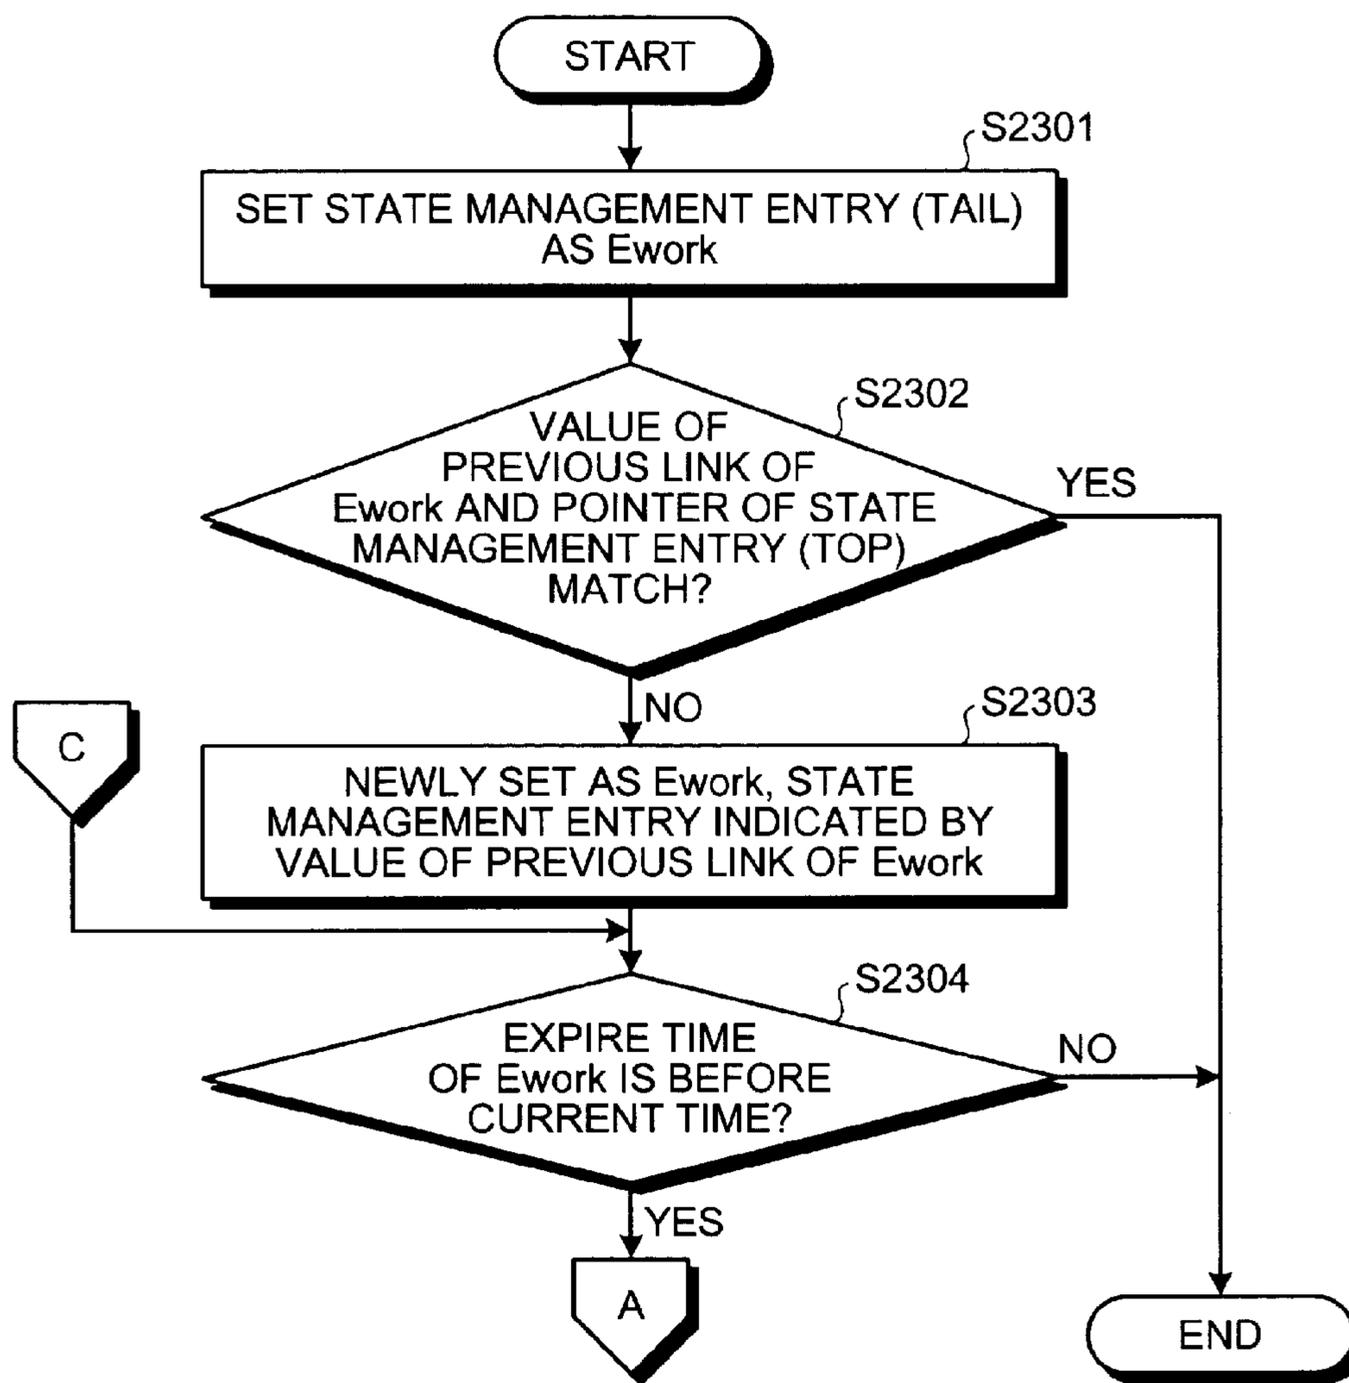 START
S2301
SET STATE MANAGEMENT ENTRY (TAIL)
AS Ework
S2302
VALUE OF
PREVIOUS LINK OF
Ework AND POINTER OF STATE
MANAGEMENT ENTRY (TOP)
MATCH?
YES
NO
S2303
C
NEWLY SET AS Ework, STATE
MANAGEMENT ENTRY INDICATED BY
VALUE OF PREVIOUS LINK OF Ework
S2304
EXPIRE TIME
OF Ework IS BEFORE
CURRENT TIME?
NO
YES
A
END